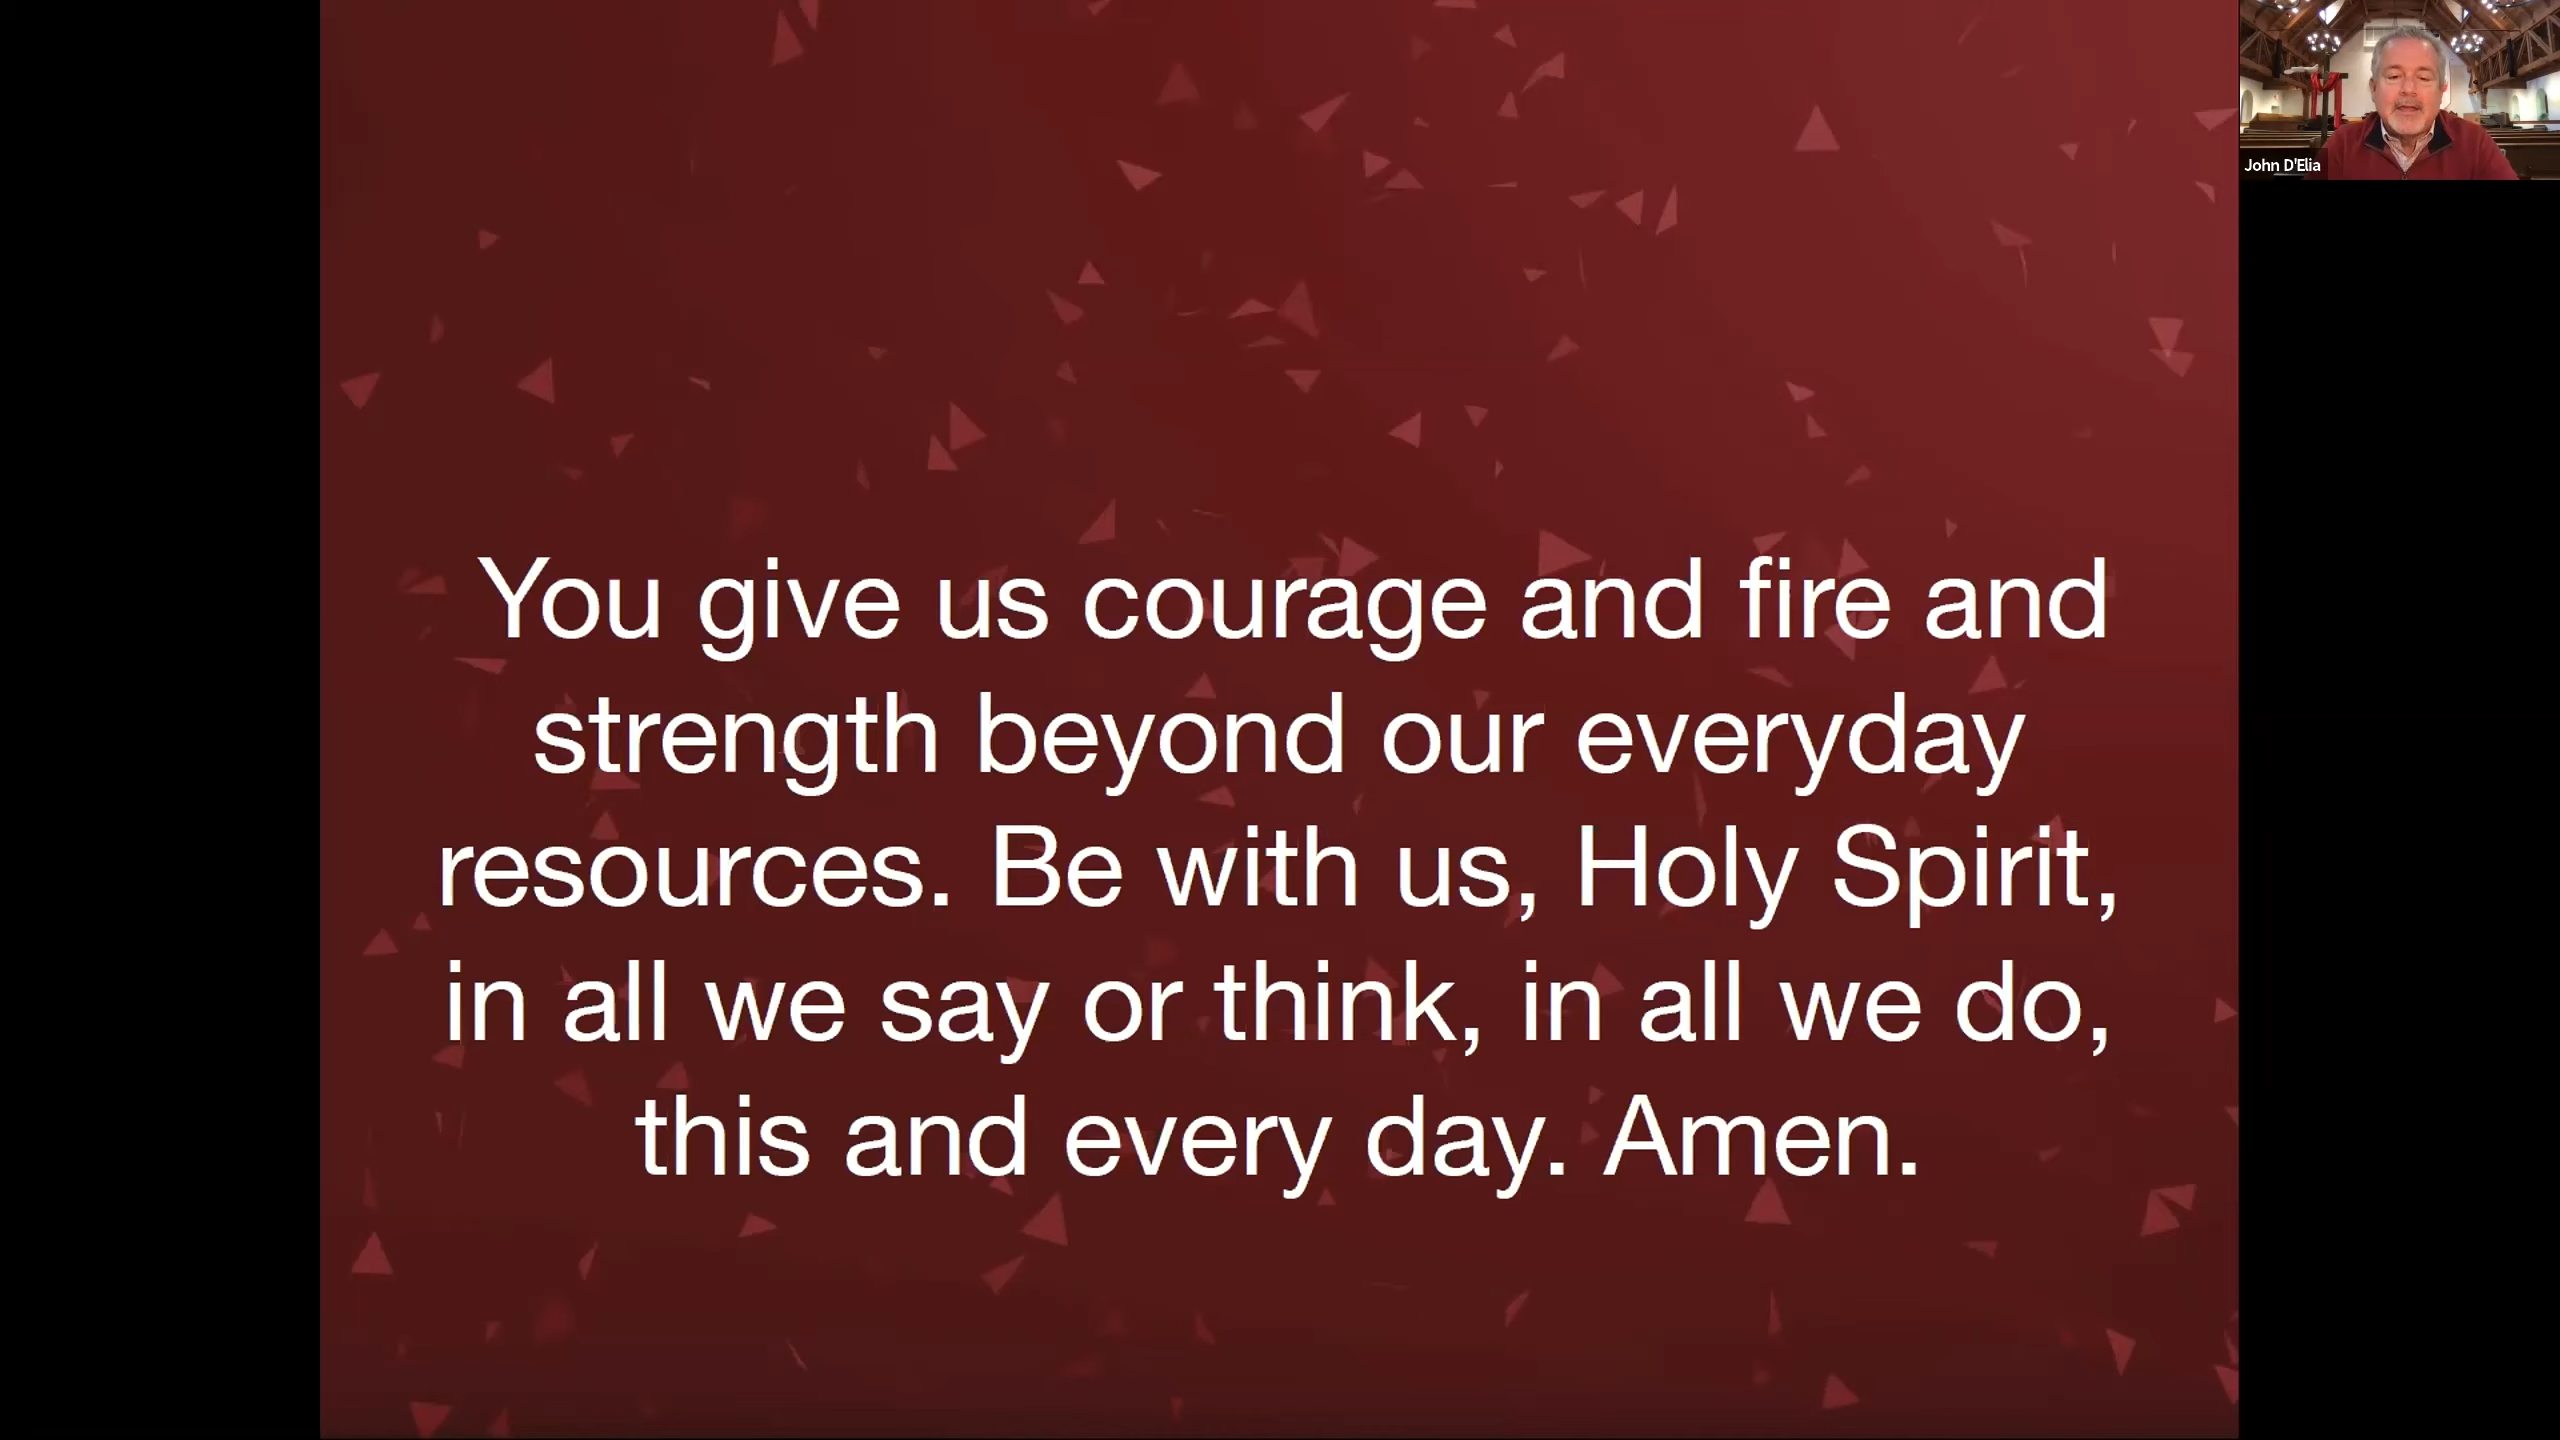 John D'Elia
You give us courage and fire and
strength beyond our everyday
resources. Be with us, Holy Spirit,
in all we say or think, in all we do,
this and every day. Amen.